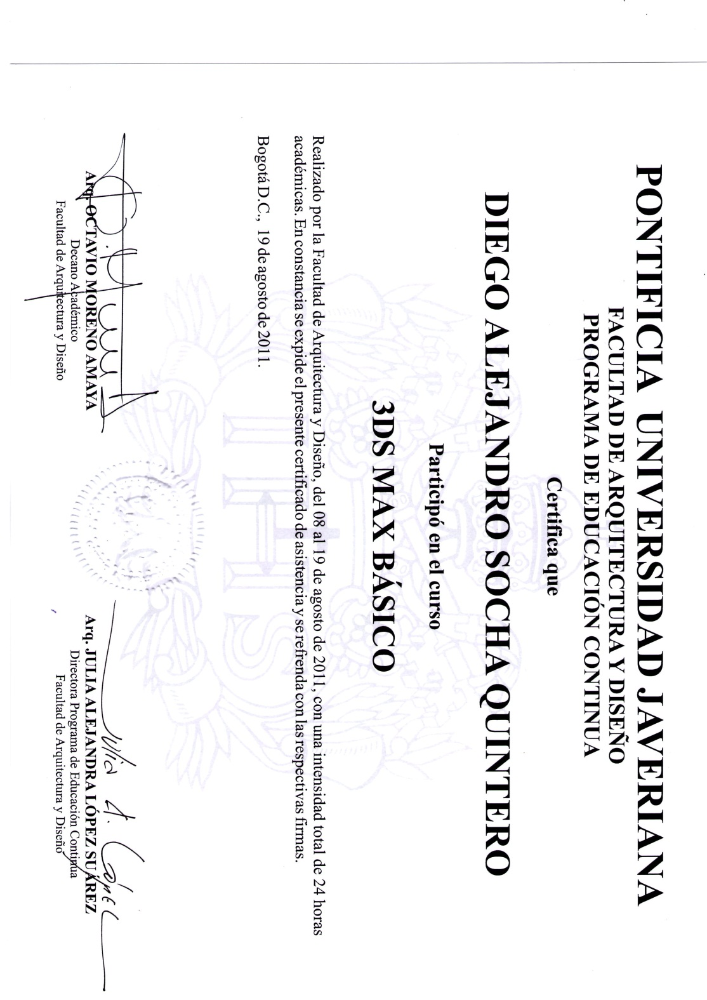 PONTIFICIA UNIVERSIDAD JAVERIANA
FACULTAD DE ARQUITECTURA Y DISEÑO
PROGRAMA DE EDUCACIÓN CONTINUA
Certifica que
DIEGO ALEJANDRO SOCHA QUINTERO
Participó en el curso
3DS MAX BÁSICO
Realizado por la Facultad de Arquitectura y Diseño, del 08 al 19 de agosto de 2011, con una intensidad total de 24 horas
académicas. En constancia se expide el presente certificado de asistencia y se refrenda con las respectivas firmas.
Bogotá D.C., 19 de agosto de 2011.
Arq. OCTAVIO MORENO AMAYA
Decano Académico
Facultad de Arquitectura y Diseño
Julia A. López
Arq. JULIA ALEJANDRA LÓPEZ SUÁREZ
Directora Programa de Educación Continua
Facultad de Arquitectura y Diseño
IHS